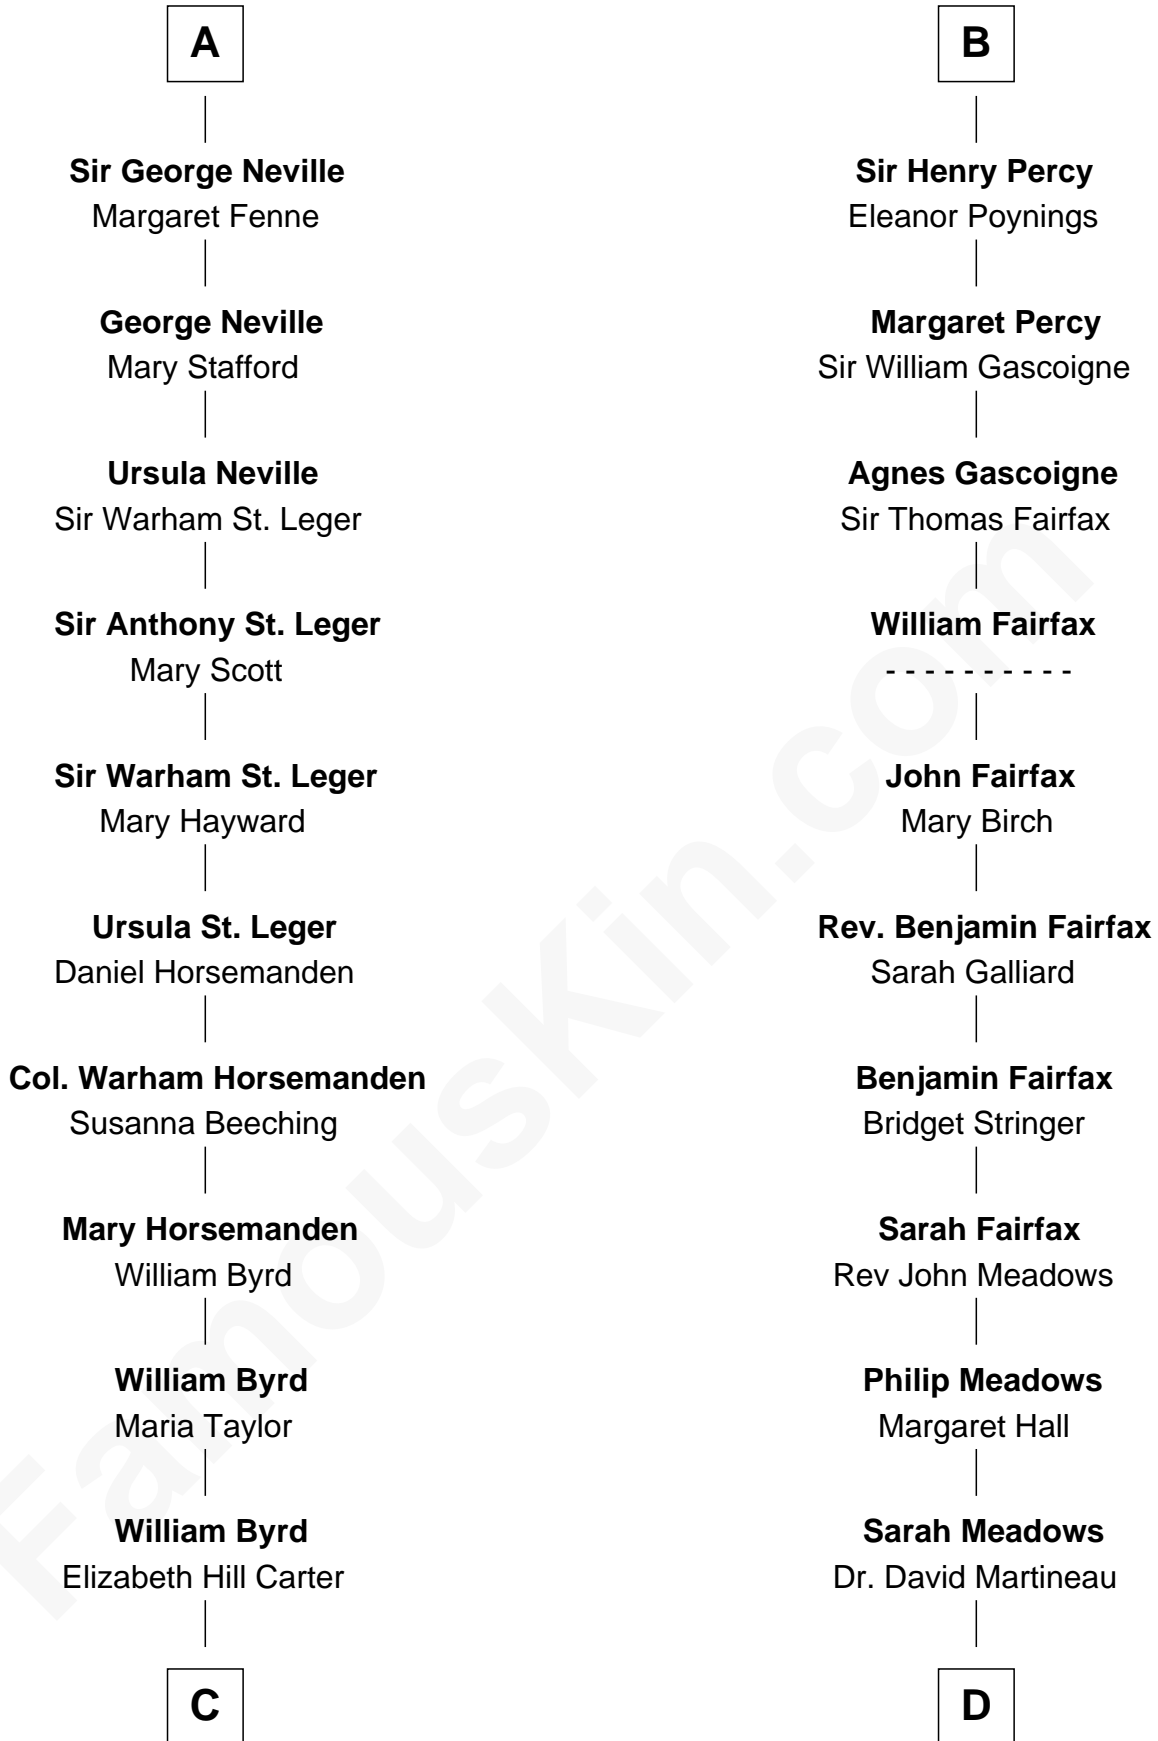 A
Sir George Neville
Margaret Fenne
George Neville
Mary Stafford
Ursula Neville
Sir Warham St. Leger
Sir Anthony St. Leger
Mary Scott
Sir Warham St. Leger
Mary Hayward
Ursula St. Leger
Daniel Horsemanden
Col. Warham Horsemanden
Susanna Beeching
Mary Horsemanden
William Byrd
William Byrd
Maria Taylor
William Byrd
Elizabeth Hill Carter
C
B
Sir Henry Percy
Eleanor Poynings
Margaret Percy
Sir William Gascoigne
Agnes Gascoigne
Sir Thomas Fairfax
William Fairfax
- - - - - - - - - -
John Fairfax
Mary Birch
Rev. Benjamin Fairfax
Sarah Galliard
Benjamin Fairfax
Bridget Stringer
Sarah Fairfax
Rev John Meadows
Philip Meadows
Margaret Hall
Sarah Meadows
Dr. David Martineau
D
FamousKin.com